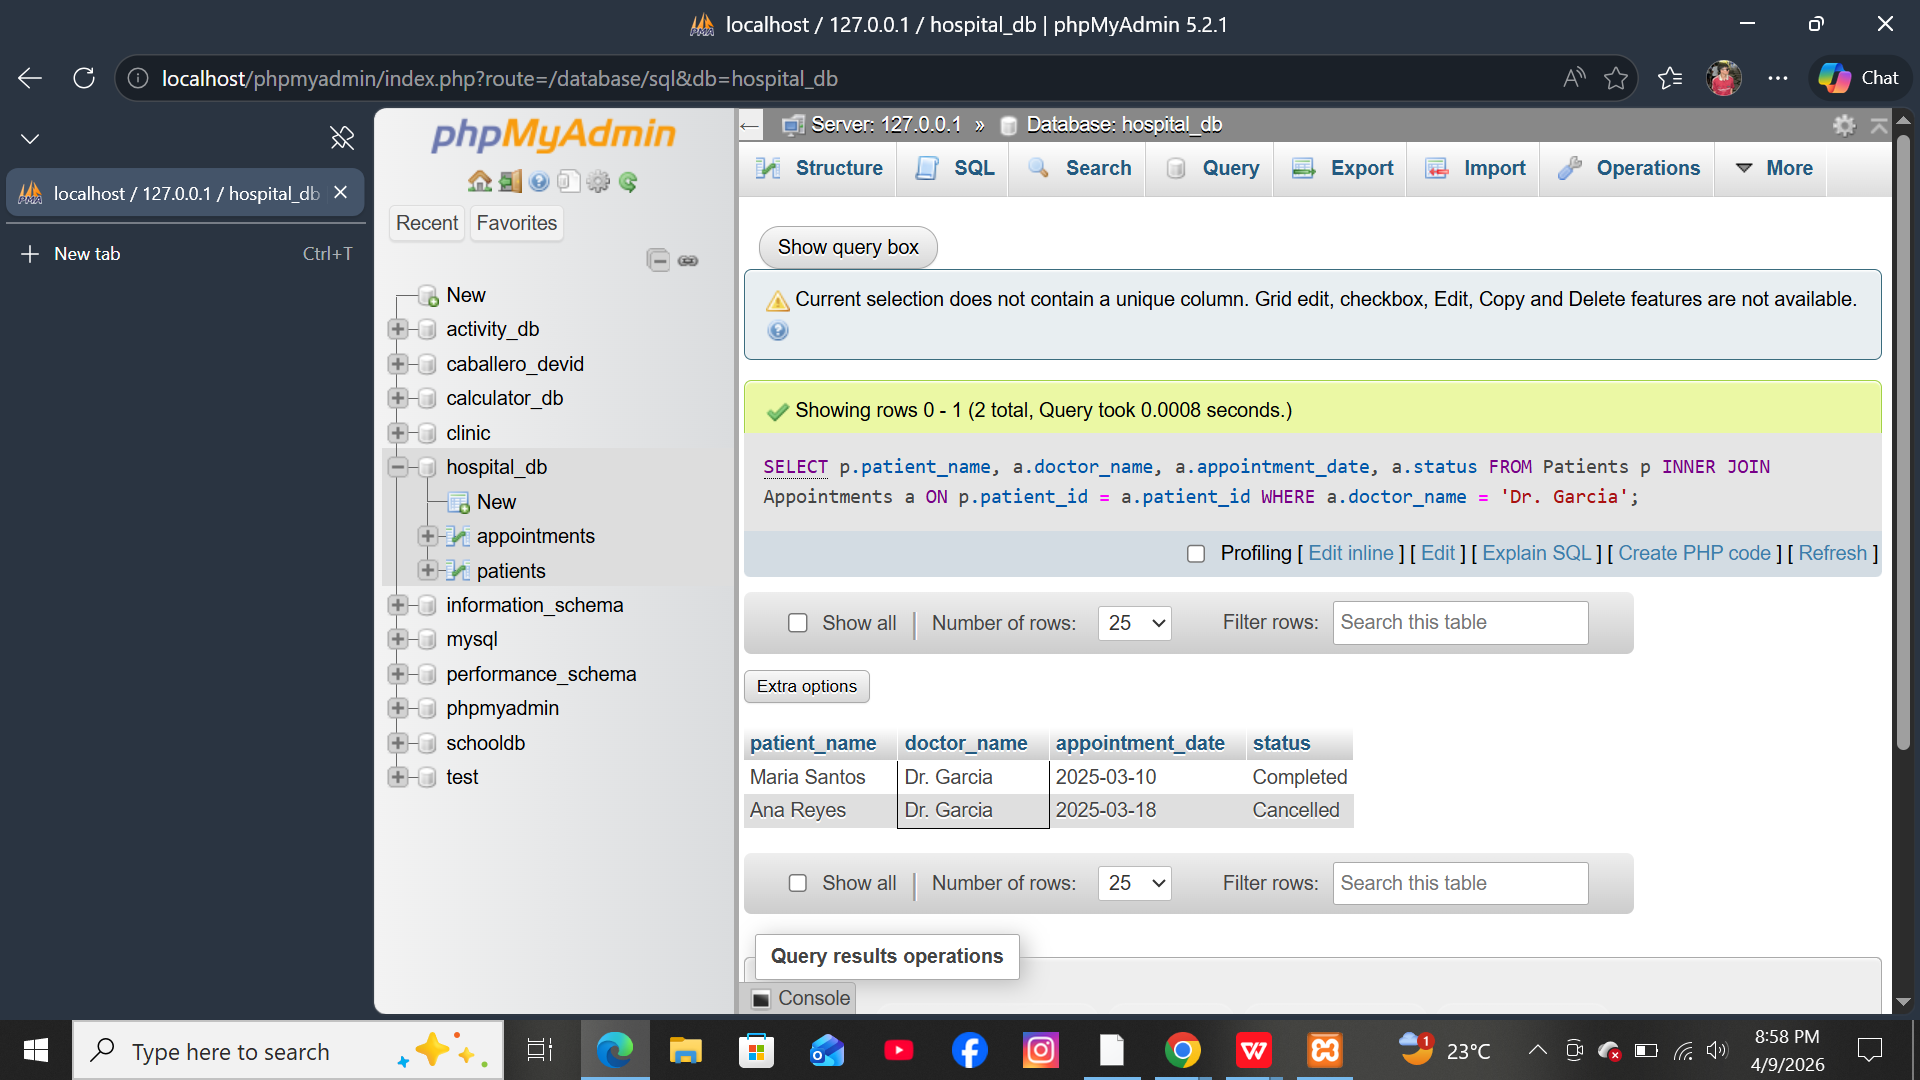 localhost / 127.0.0.1 / hospital_db | phpMyAdmin 5.2.1
localhost/phpmyadmin/index.php?route=/database/sql&db=hospital_db
Chat
localhost / 127.0.0.1 / hospital_db
New tab
Ctrl+T
phpMyAdmin
Recent
Favorites
New
activity_db
caballero_devid
calculator_db
clinic
hospital_db
New
appointments
patients
information_schema
mysql
performance_schema
phpmyadmin
schooldb
test
Server: 127.0.0.1 » Database: hospital_db
Structure SQL Search Query Export Import Operations More
Show query box
Current selection does not contain a unique column. Grid edit, checkbox, Edit, Copy and Delete features are not available.
Showing rows 0 - 1 (2 total, Query took 0.0008 seconds.)
SELECT p.patient_name, a.doctor_name, a.appointment_date, a.status FROM Patients p INNER JOIN
Appointments a ON p.patient_id = a.patient_id WHERE a.doctor_name = 'Dr. Garcia';
Profiling [ Edit inline ] [ Edit ] [ Explain SQL ] [ Create PHP code ] [ Refresh ]
Show all | Number of rows: 25 Filter rows: Search this table
Extra options
patient_name doctor_name appointment_date status
Maria Santos Dr. Garcia 2025-03-10 Completed
Ana Reyes Dr. Garcia 2025-03-18 Cancelled
Show all | Number of rows: 25 Filter rows: Search this table
Query results operations
Console
Type here to search
1
23°C
8:58 PM
4/9/2026